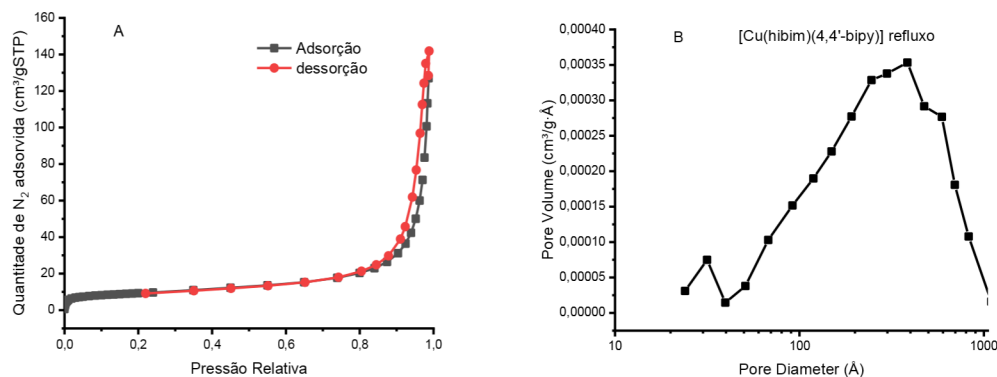 A
Adsorção
dessorção
Quantitade de N₂ adsorvida (cm³/gSTP)
160
140
120
100
80
60
40
20
0
0,0 0,2 0,4 0,6 0,8 1,0
Pressão Relativa
B [Cu(hibim)(4,4'-bipy)] refluxo
Pore Volume (cm³/g·Å)
0,00040
0,00035
0,00030
0,00025
0,00020
0,00015
0,00010
0,00005
0,00000
10 100 1000
Pore Diameter (Å)